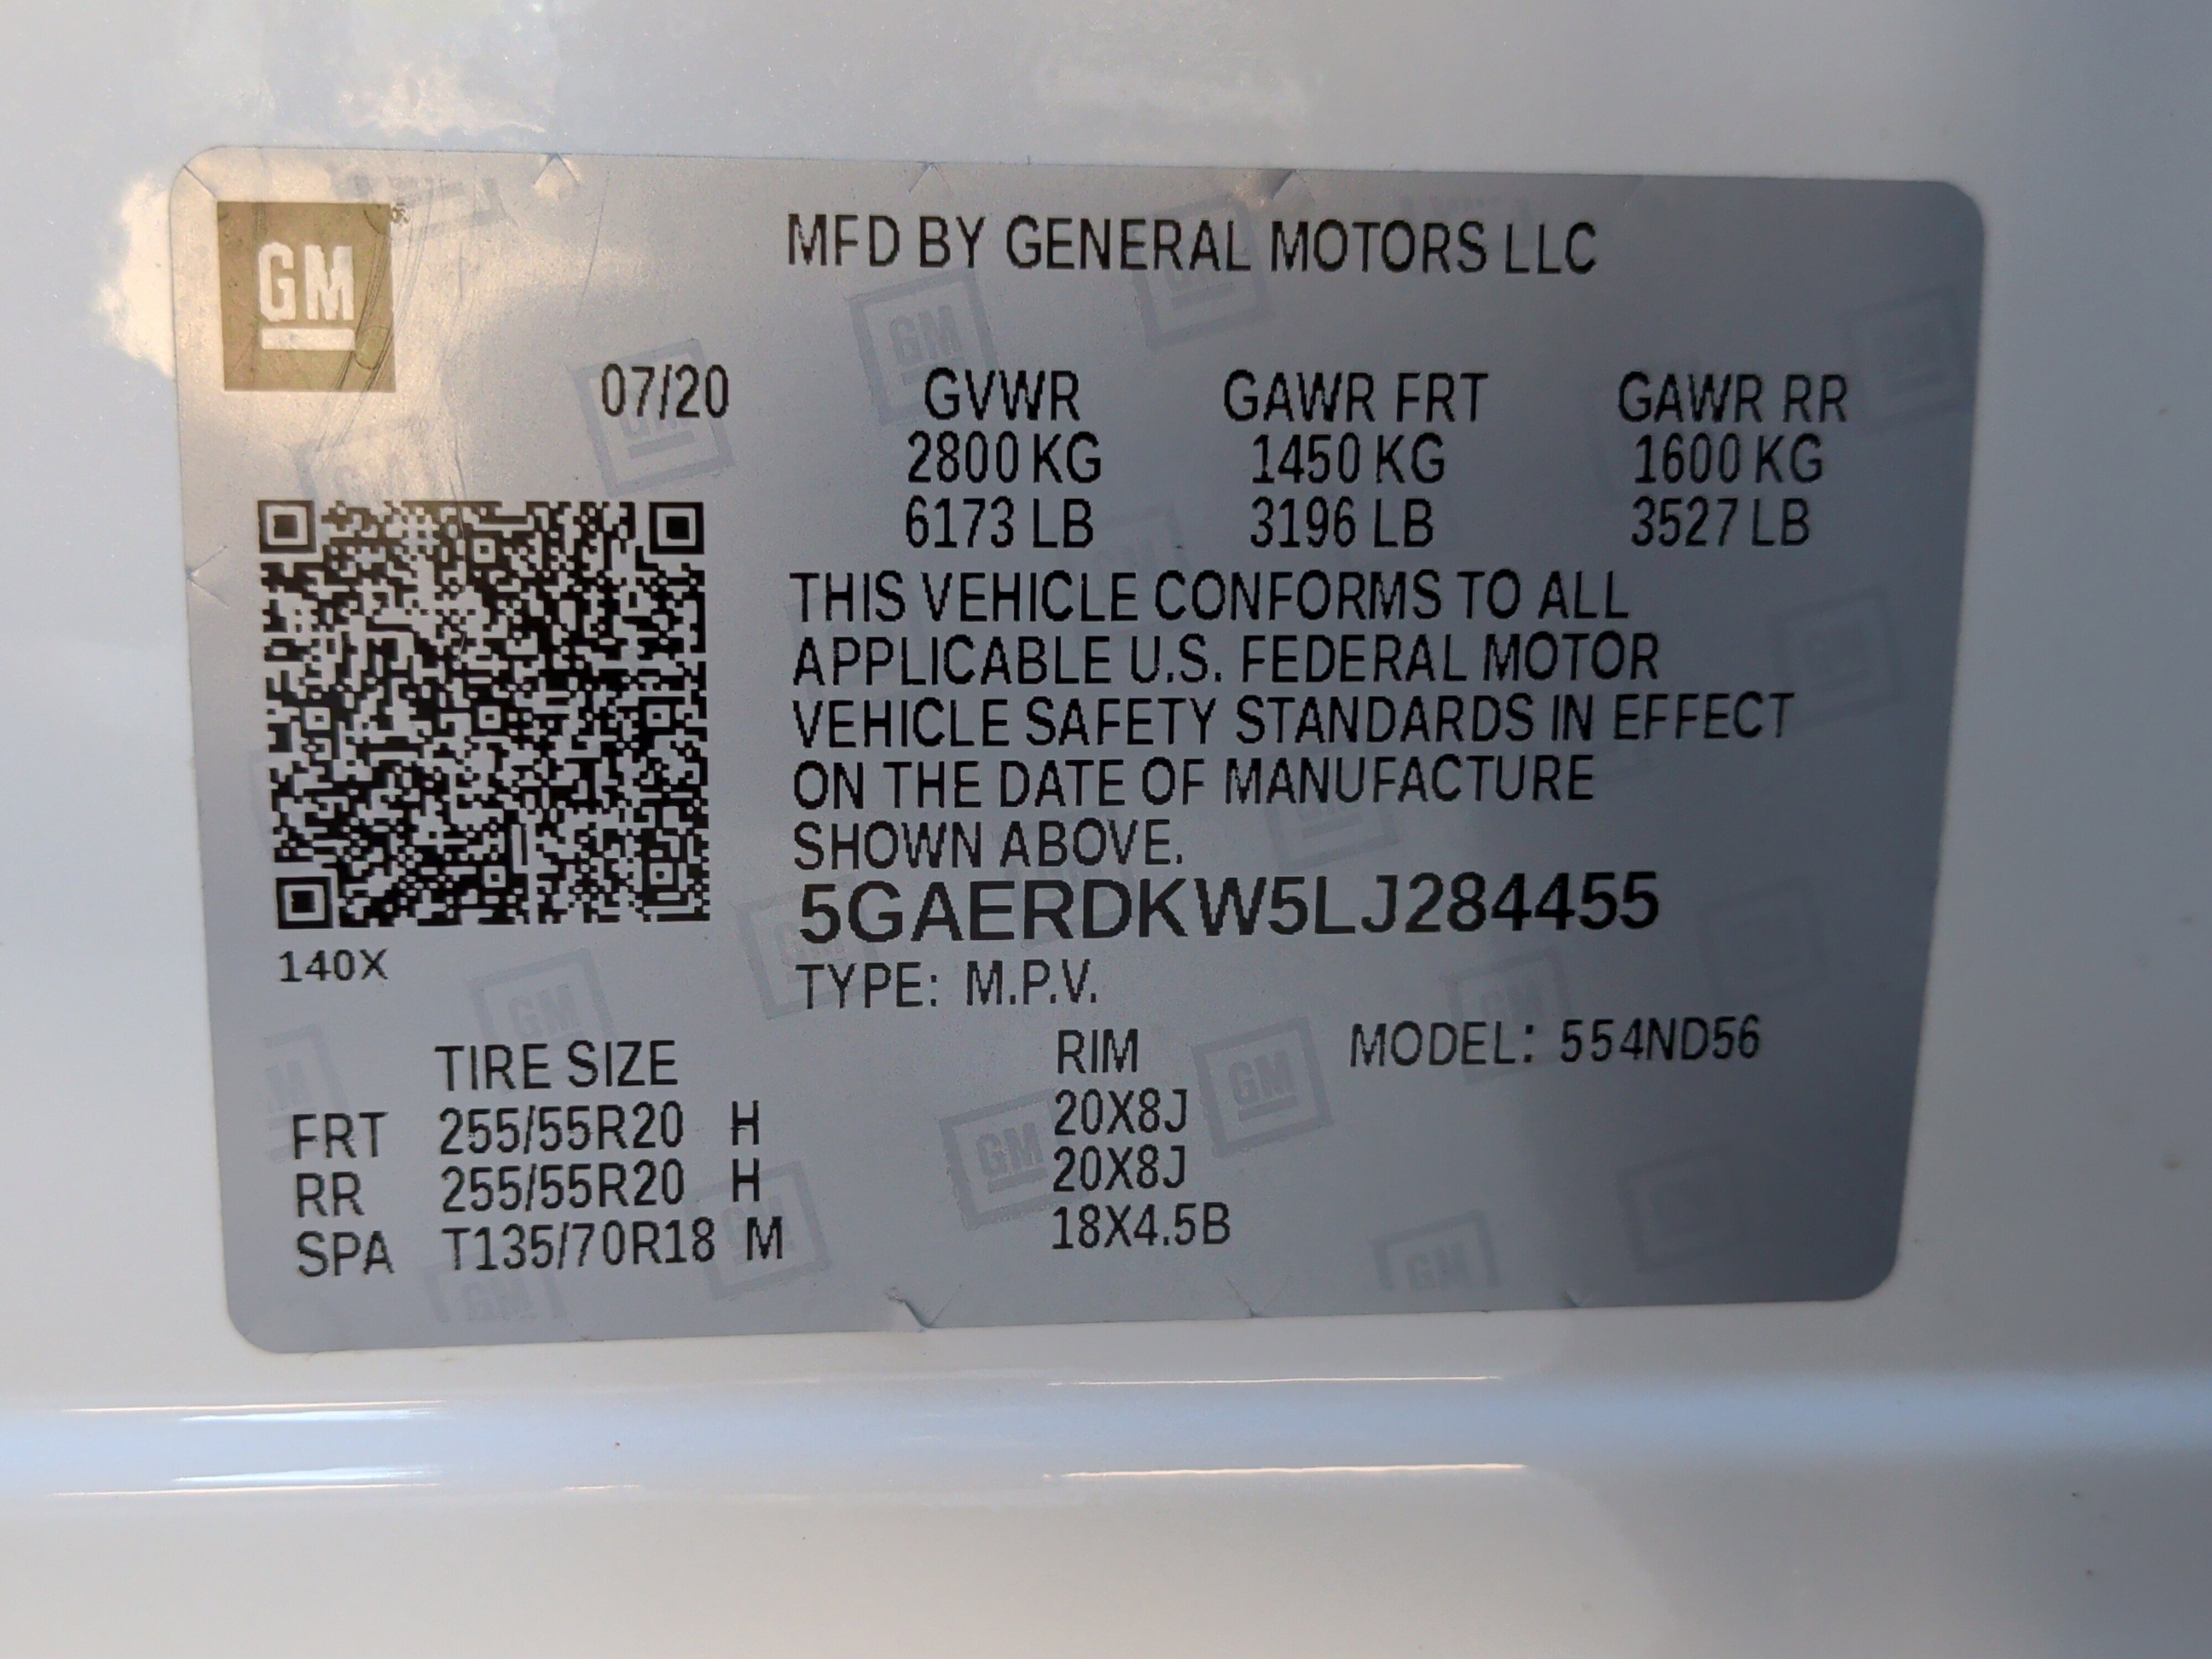 GM
MFD BY GENERAL MOTORS LLC
07/20 GVWR GAWR FRT GAWR RR
2800 KG 1450 KG 1600 KG
6173 LB 3196 LB 3527 LB
THIS VEHICLE CONFORMS TO ALL
APPLICABLE U.S. FEDERAL MOTOR
VEHICLE SAFETY STANDARDS IN EFFECT
ON THE DATE OF MANUFACTURE
SHOWN ABOVE.
5GAERDKW5LJ284455
140X
TYPE: M.P.V.
TIRE SIZE RIM MODEL: 554ND56
FRT 255/55R20 H 20X8J
RR 255/55R20 H 20X8J
SPA T135/70R18 M 18X4.5B